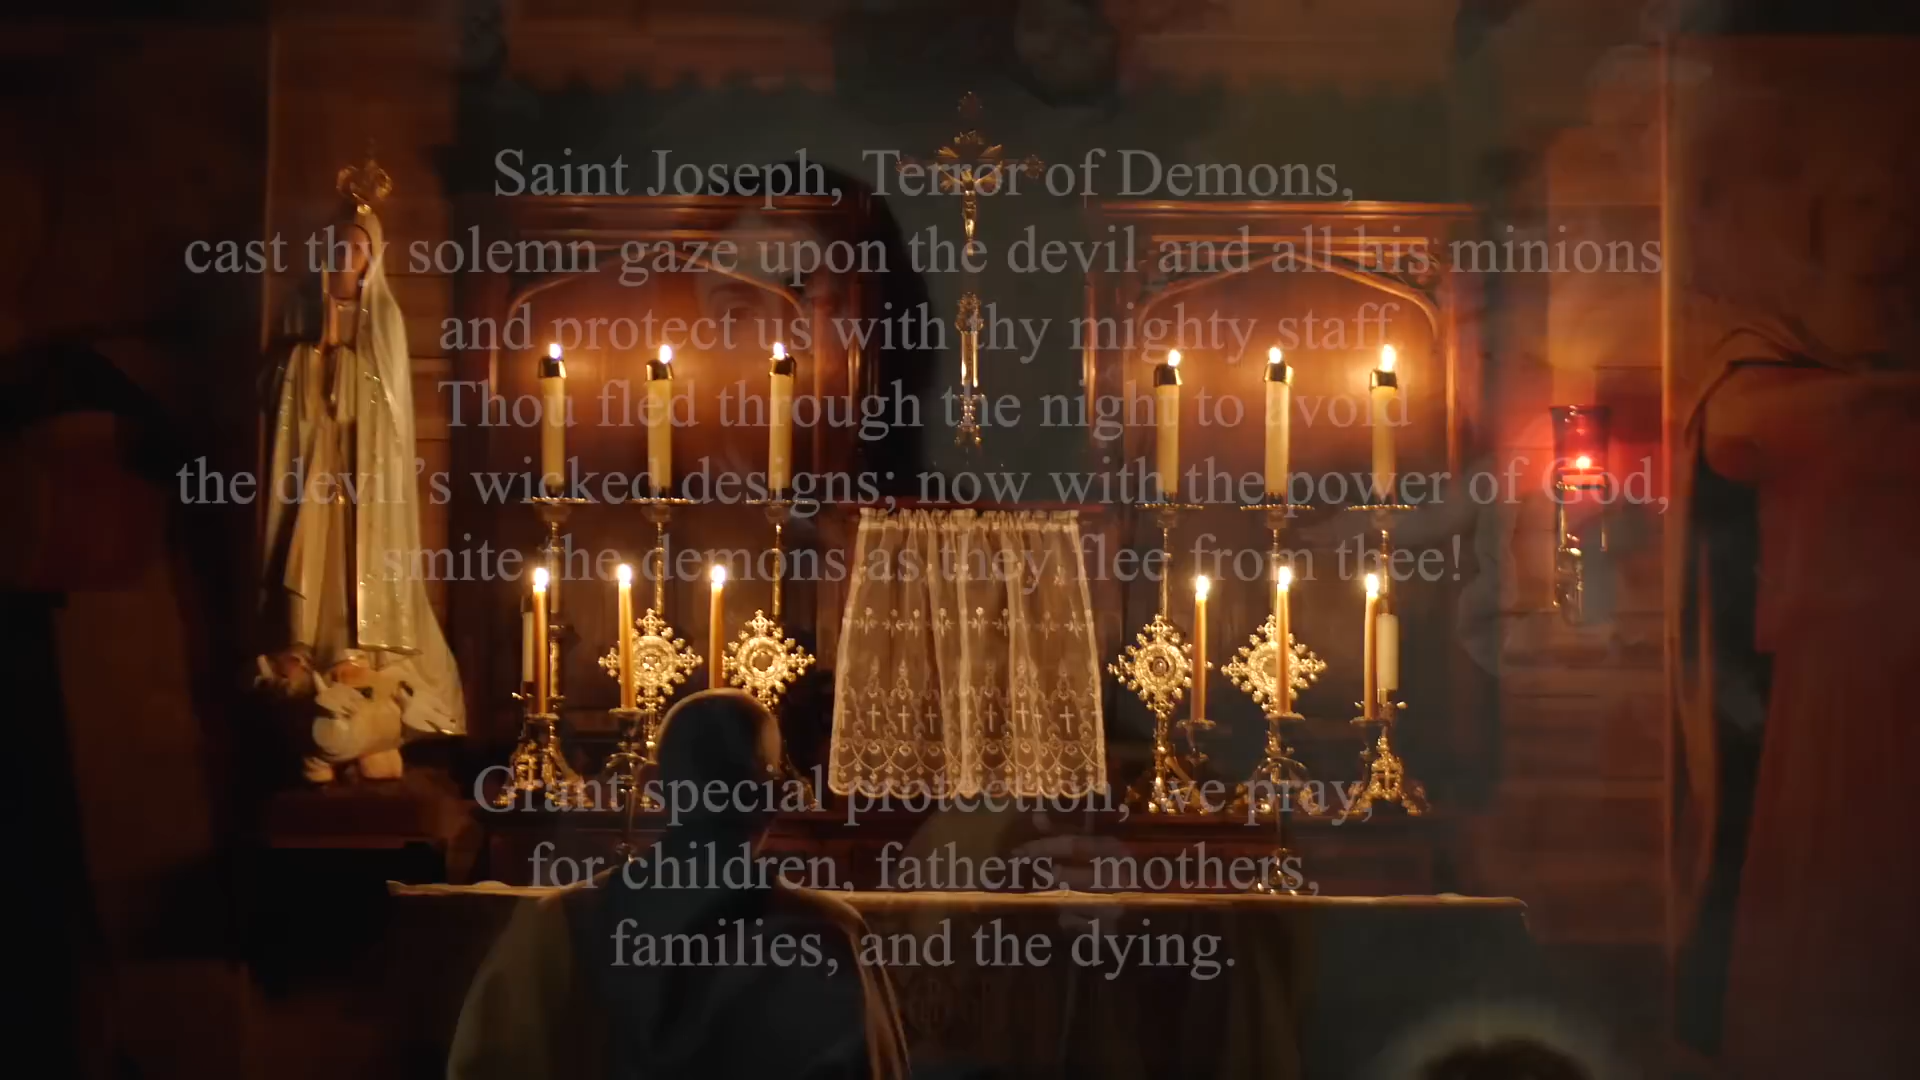 Saint Joseph, Terror of Demons,
cast thy solemn gaze upon the devil and all his minions
and protect us with thy mighty staff.
Thou fled through the night to avoid
the devil’s wicked designs; now with the power of God,
smite the demons as they flee from thee!
Grant special protection, we pray,
for children, fathers, mothers,
families, and the dying.